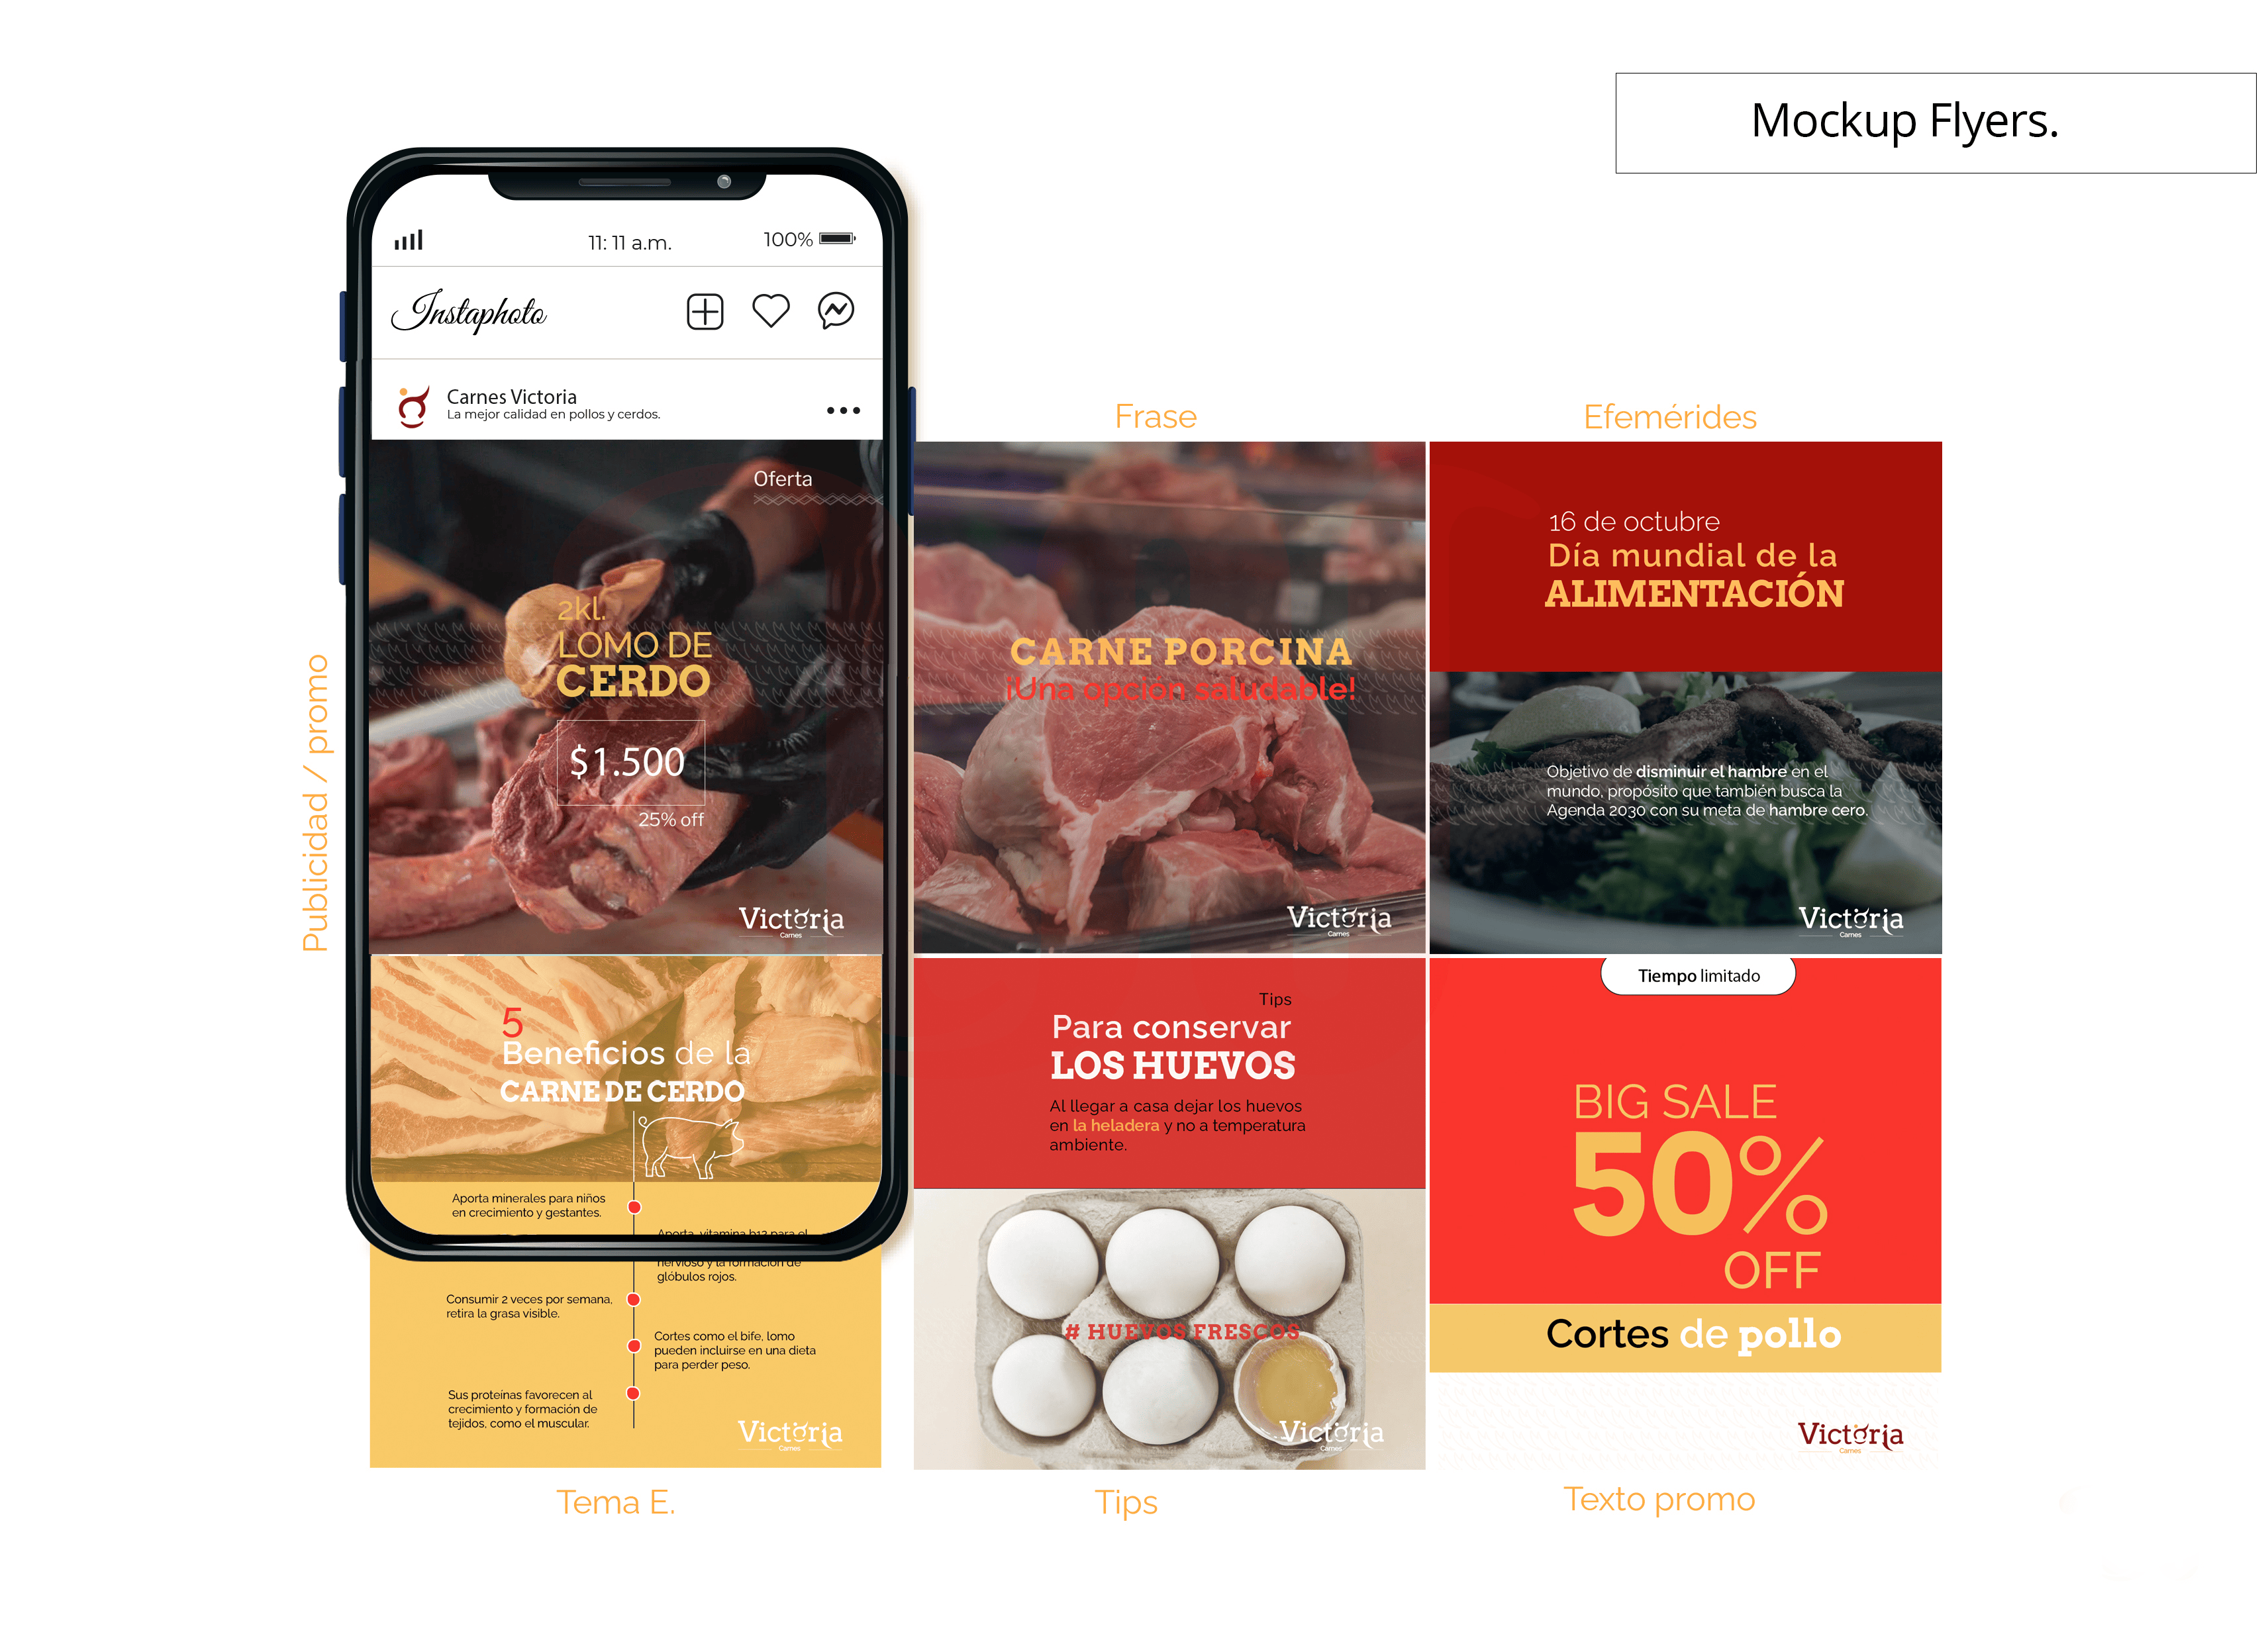 Mockup Flyers.
11: 11 a.m.
100%
Instaphoto
Carnes Victoria
La mejor calidad en pollos y cerdos.
Publicidad / promo
Oferta
2kl.
LOMO DE
CERDO
$1.500
25% off
Victoria
Carnes
Frase
CARNE PORCINA
¡Una opción saludable!
Victoria
Carnes
Efemérides
16 de octubre
Día mundial de la
ALIMENTACIÓN
Objetivo de disminuir el hambre en el
mundo, propósito que también busca la
Agenda 2030 con su meta de hambre cero.
Victoria
Carnes
5
Beneficios de la
CARNE DE CERDO
Aporta minerales para niños
en crecimiento y gestantes.
Aporta vitamina b12 para el
nervioso y la formación de
glóbulos rojos.
Consumir 2 veces por semana,
retira la grasa visible.
Cortes como el bife, lomo
pueden incluirse en una dieta
para perder peso.
Sus proteínas favorecen al
crecimiento y formación de
tejidos, como el muscular.
Victoria
Carnes
Tema E.
Tips
Para conservar
LOS HUEVOS
Al llegar a casa dejar los huevos
en la heladera y no a temperatura
ambiente.
# HUEVOS FRESCOS
Victoria
Carnes
Tips
Tiempo limitado
BIG SALE
50%
OFF
Cortes de pollo
Victoria
Carnes
Texto promo